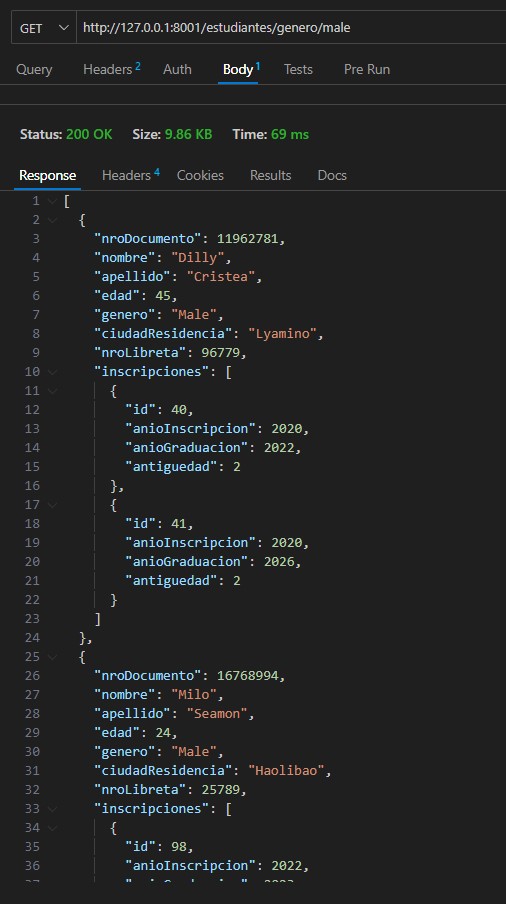 GET http://127.0.0.1:8001/estudiantes/genero/male
Query Headers 2 Auth Body 1 Tests Pre Run
Status: 200 OK Size: 9.86 KB Time: 69 ms
Response Headers 4 Cookies Results Docs
1 [
2 {
3 "nroDocumento": 11962781,
4 "nombre": "Dilly",
5 "apellido": "Cristea",
6 "edad": 45,
7 "genero": "Male",
8 "ciudadResidencia": "Lyamino",
9 "nroLibreta": 96779,
10 "inscripciones": [
11 {
12 "id": 40,
13 "anioInscripcion": 2020,
14 "anioGraduacion": 2022,
15 "antiguedad": 2
16 },
17 {
18 "id": 41,
19 "anioInscripcion": 2020,
20 "anioGraduacion": 2026,
21 "antiguedad": 2
22 }
23 ]
24 },
25 {
26 "nroDocumento": 16768994,
27 "nombre": "Milo",
28 "apellido": "Seamon",
29 "edad": 24,
30 "genero": "Male",
31 "ciudadResidencia": "Haolibao",
32 "nroLibreta": 25789,
33 "inscripciones": [
34 {
35 "id": 98,
36 "anioInscripcion": 2022,